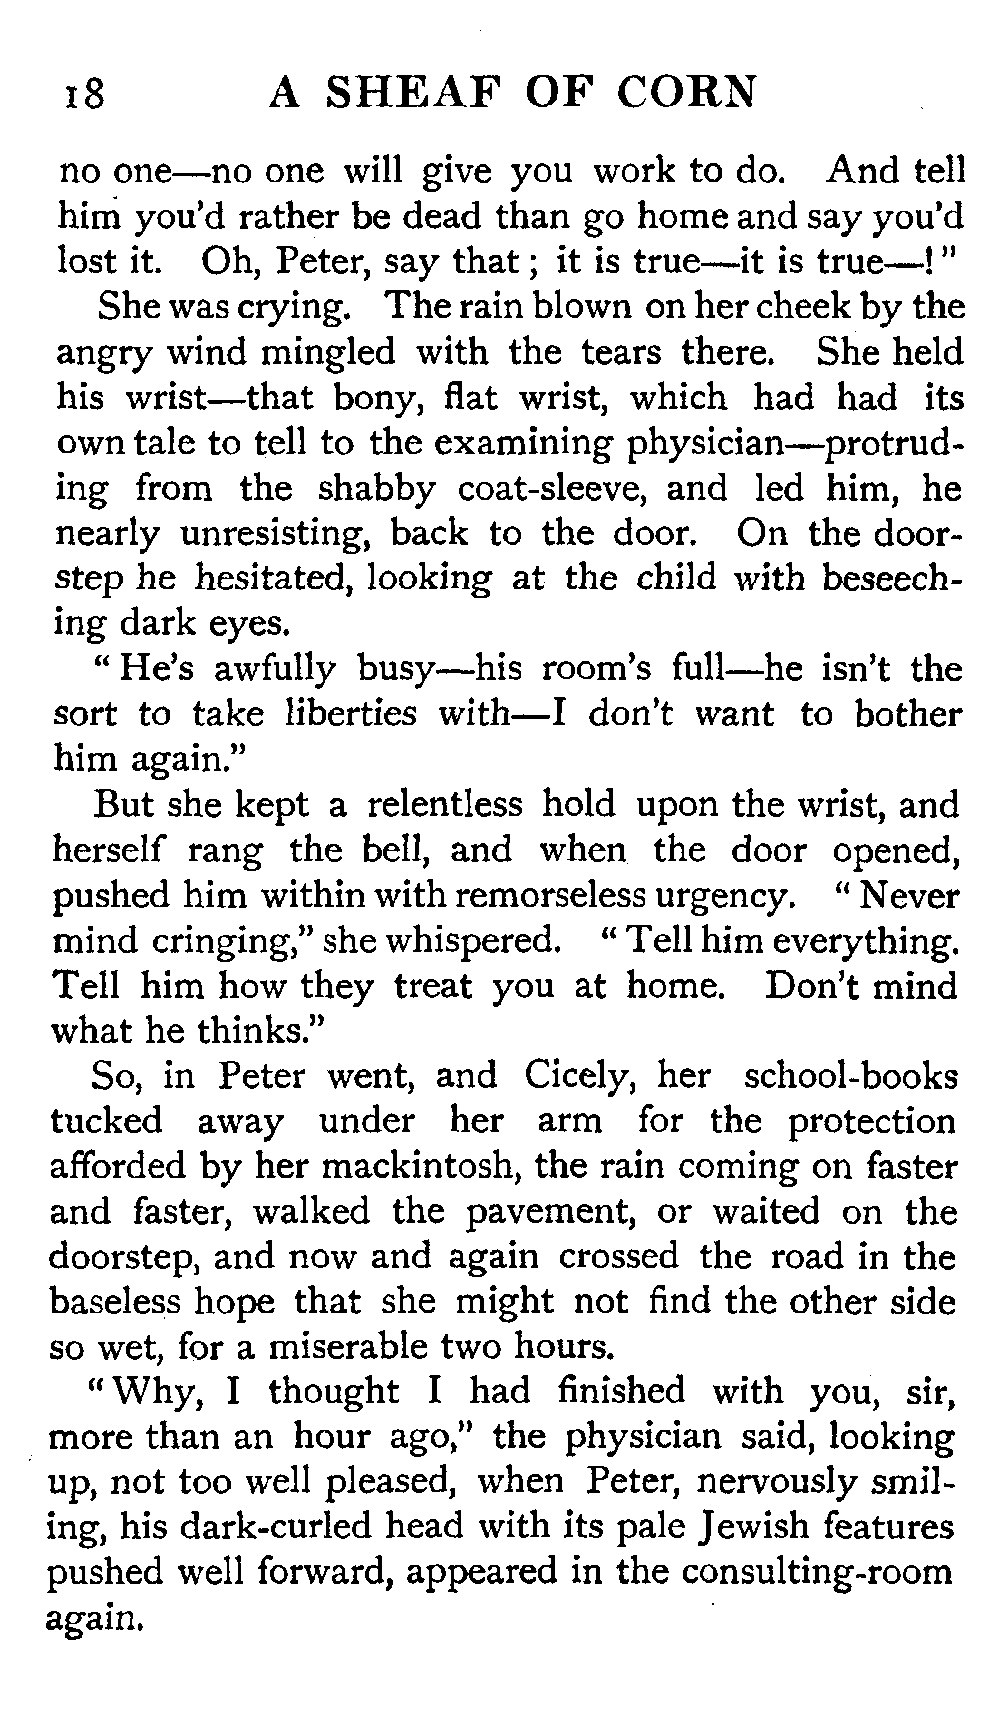 18 A SHEAF OF CORN
no one—no one will give you work to do. And tell
him you'd rather be dead than go home and say you'd
lost it. Oh, Peter, say that ; it is true—it is true—!"
She was crying. The rain blown on her cheek by the
angry wind mingled with the tears there. She held
his wrist—that bony, flat wrist, which had had its
own tale to tell to the examining physician—protrud-
ing from the shabby coat-sleeve, and led him, he
nearly unresisting, back to the door. On the door-
step he hesitated, looking at the child with beseech-
ing dark eyes.
"He's awfully busy—his room's full—he isn't the
sort to take liberties with—I don't want to bother
him again."
But she kept a relentless hold upon the wrist, and
herself rang the bell, and when the door opened,
pushed him within with remorseless urgency. "Never
mind cringing," she whispered. "Tell him everything.
Tell him how they treat you at home. Don't mind
what he thinks."
So, in Peter went, and Cicely, her school-books
tucked away under her arm for the protection
afforded by her mackintosh, the rain coming on faster
and faster, walked the pavement, or waited on the
doorstep, and now and again crossed the road in the
baseless hope that she might not find the other side
so wet, for a miserable two hours.
"Why, I thought I had finished with you, sir,
more than an hour ago," the physician said, looking
up, not too well pleased, when Peter, nervously smil-
ing, his dark-curled head with its pale Jewish features
pushed well forward, appeared in the consulting-room
again.